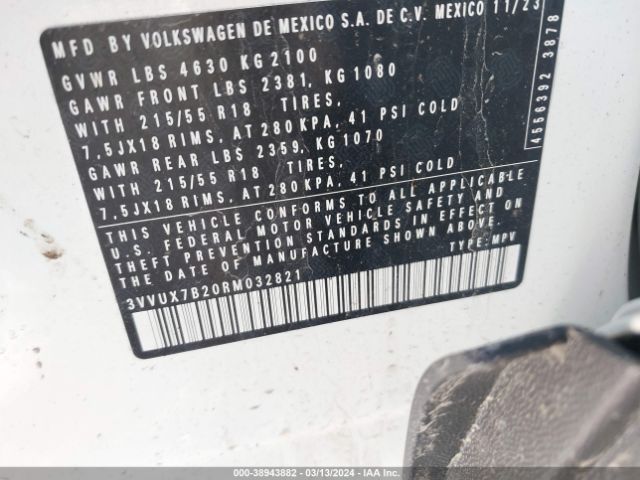 MFD BY VOLKSWAGEN DE MEXICO S.A. DE C.V. MEXICO 11/23
GVWR LBS 4630 KG 2100
GAWR FRONT LBS 2381, KG 1080
WITH 215/55 R18 TIRES,
7,5JX18 RIMS, AT 280 KPA, 41 PSI COLD
GAWR REAR LBS 2359, KG 1070
WITH 215/55 R18 TIRES,
7,5JX18 RIMS, AT 280 KPA, 41 PSI COLD
THIS VEHICLE CONFORMS TO ALL APPLICABLE
U.S. FEDERAL MOTOR VEHICLE SAFETY AND
THEFT PREVENTION STANDARDS IN EFFECT ON
THE DATE OF MANUFACTURE SHOWN ABOVE.
3VVUX7B20RM032821 TYPE: MPV
4556392 3878
000-38943882 - 03/13/2024 - IAA Inc.